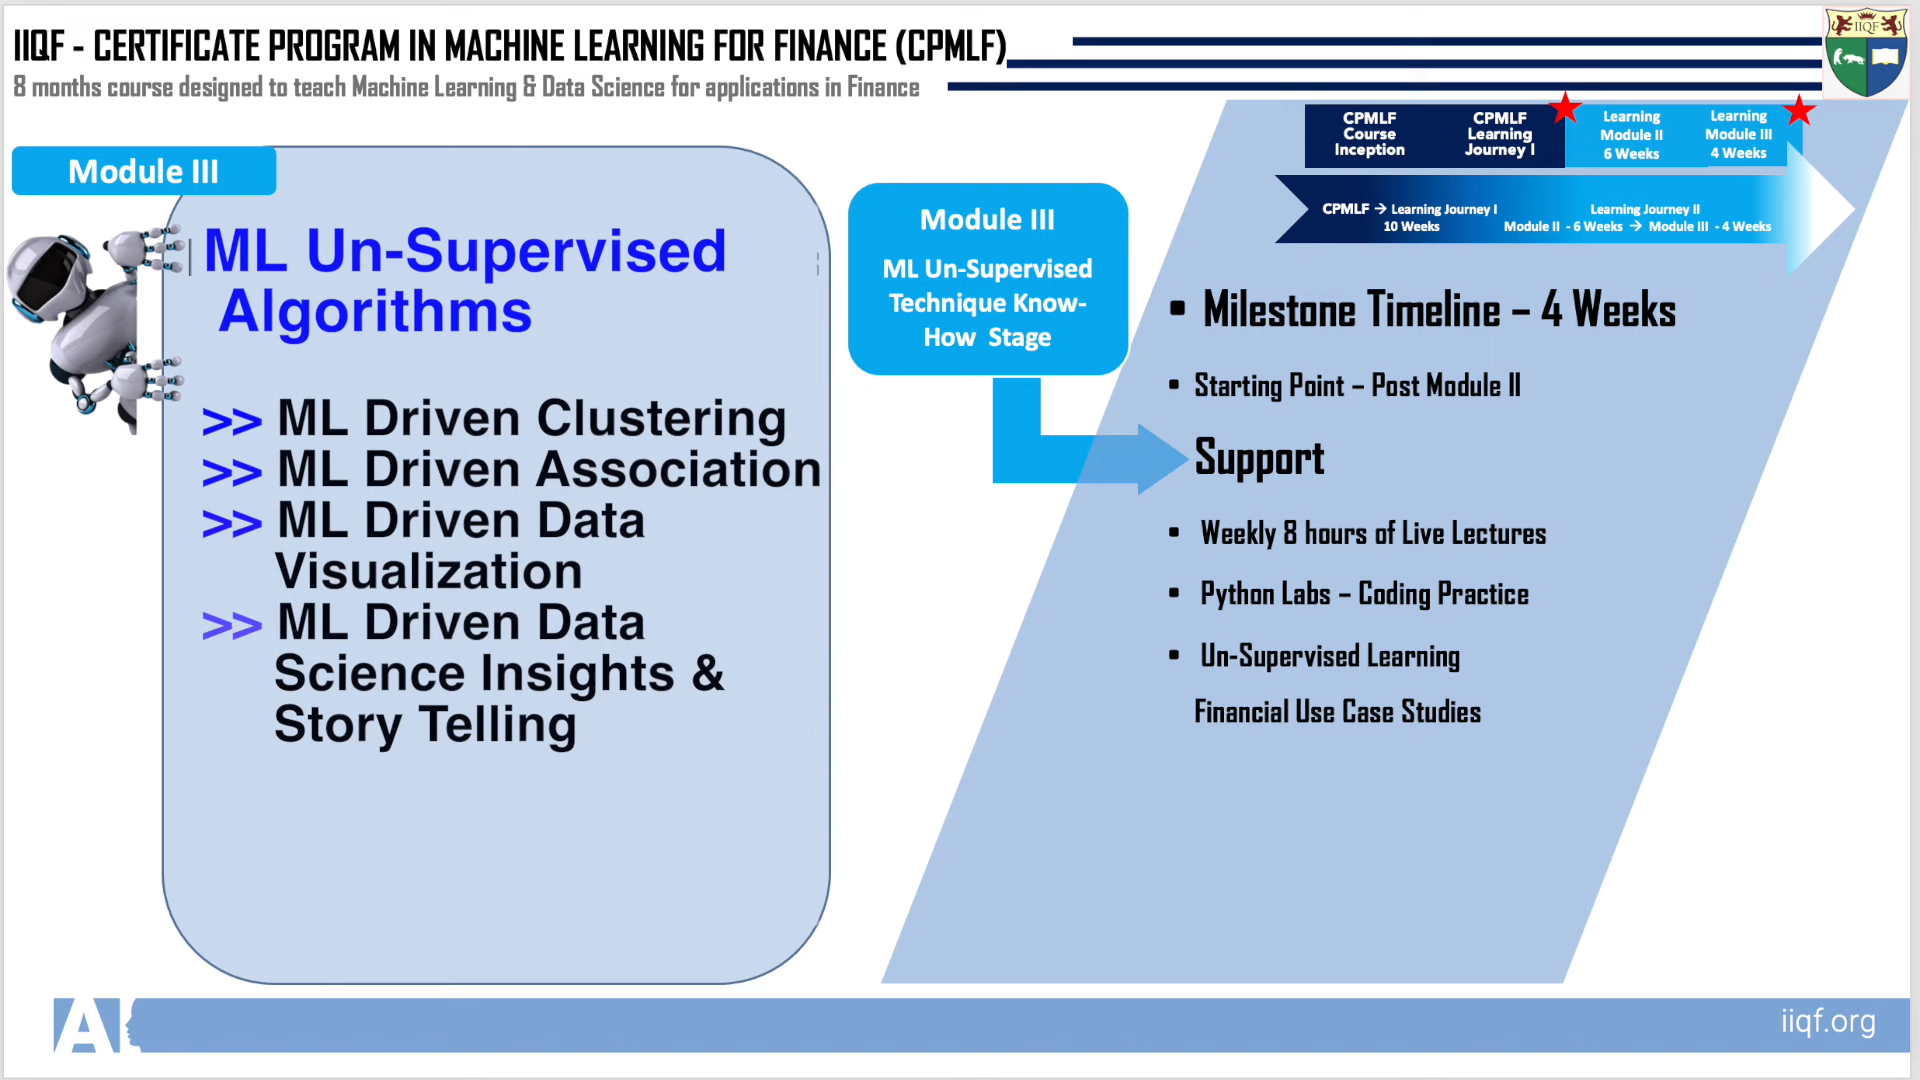 IIQF - CERTIFICATE PROGRAM IN MACHINE LEARNING FOR FINANCE (CPMLF)
8 months course designed to teach Machine Learning & Data Science for applications in Finance
IIQF
Module III
ML Un-Supervised
Algorithms
>> ML Driven Clustering
>> ML Driven Association
>> ML Driven Data
Visualization
>> ML Driven Data
Science Insights &
Story Telling
Module III
ML Un-Supervised
Technique Know-
How Stage
CPMLF
Course
Inception
CPMLF
Learning
Journey I
Learning
Module II
6 Weeks
Learning
Module III
4 Weeks
CPMLF → Learning Journey I
10 Weeks
Learning Journey II
Module II - 6 Weeks → Module III - 4 Weeks
▪ Milestone Timeline – 4 Weeks
• Starting Point – Post Module II
Support
▪ Weekly 8 hours of Live Lectures
▪ Python Labs – Coding Practice
▪ Un-Supervised Learning
Financial Use Case Studies
AI
iiqf.org